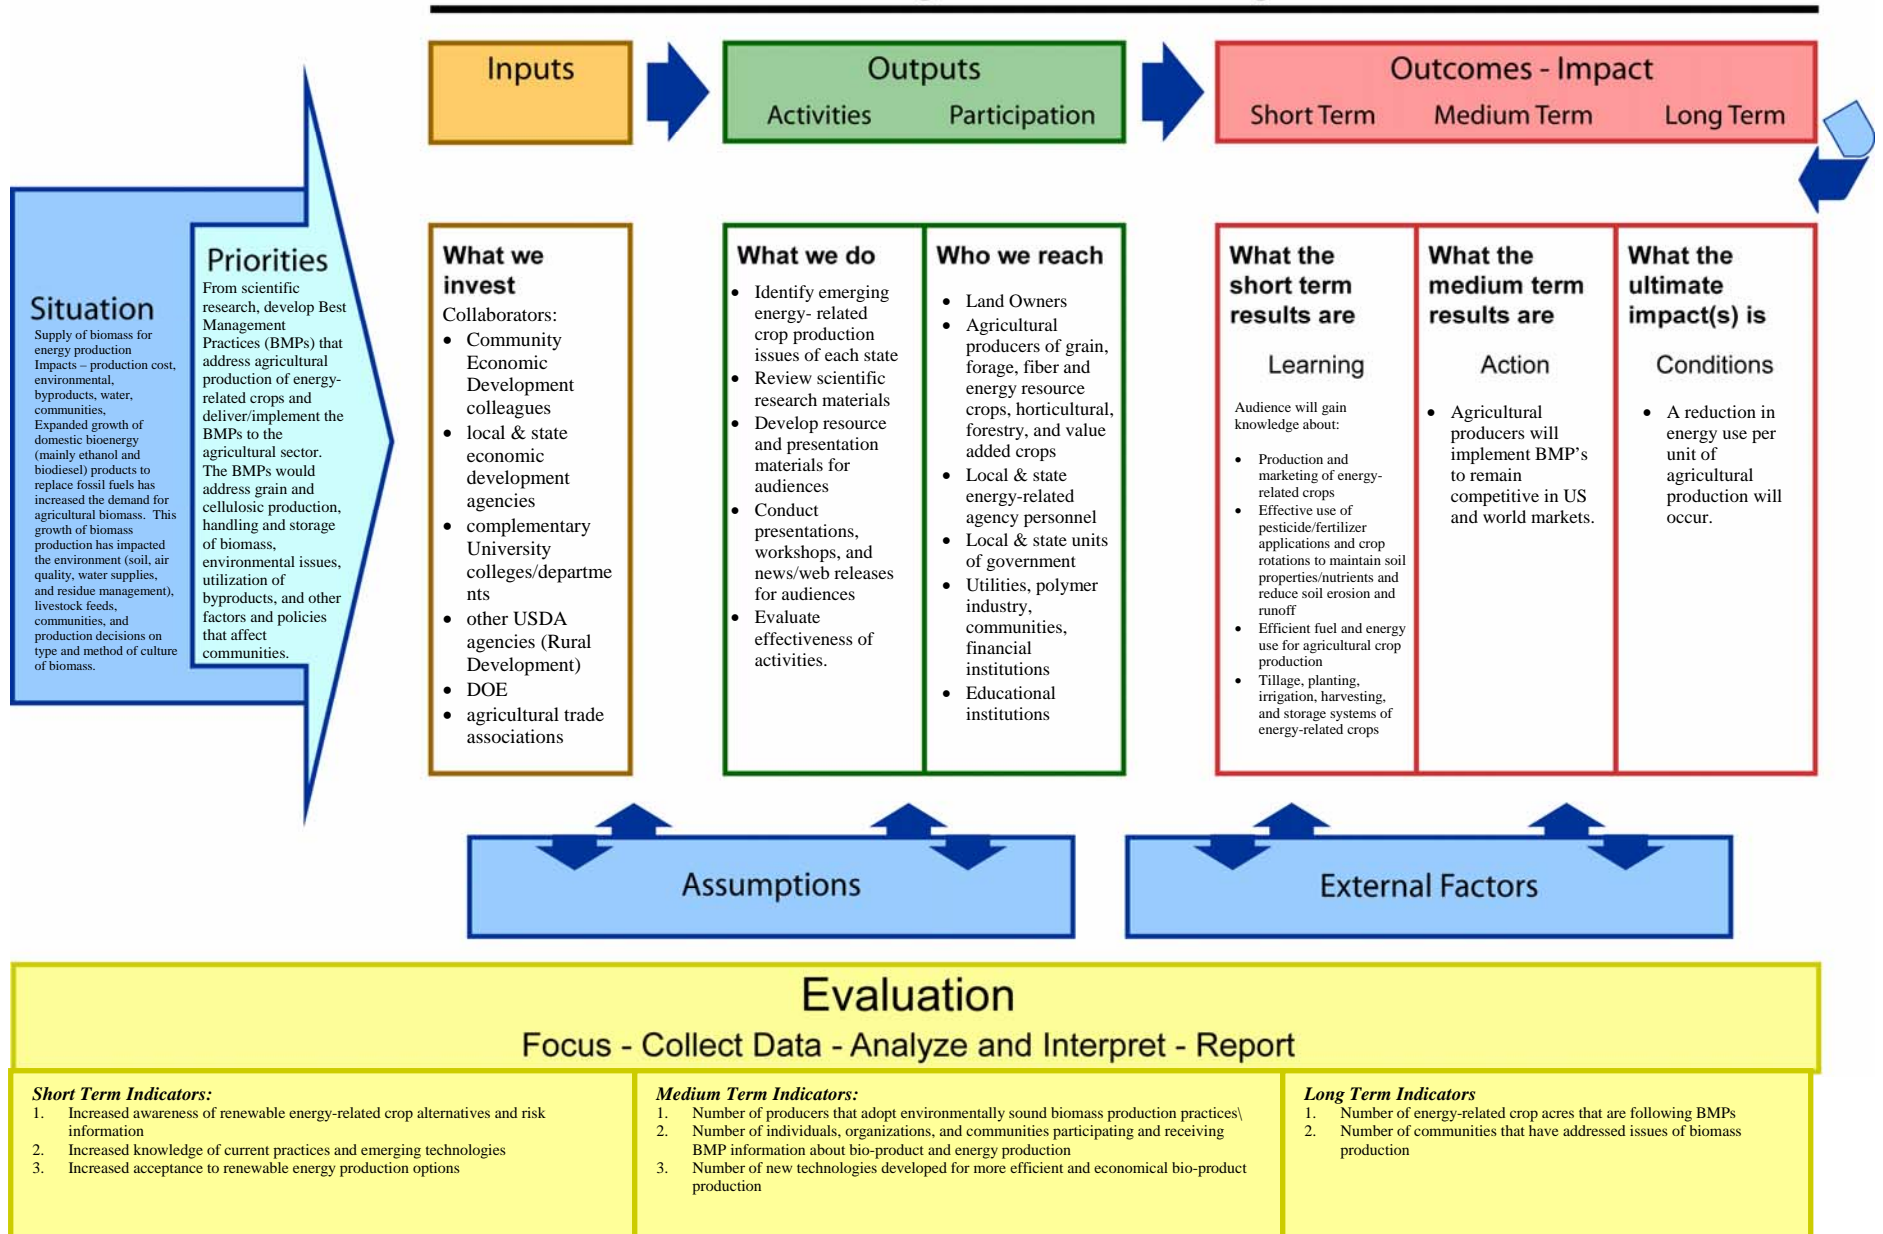 Inputs
Outputs
Activities Participation
Outcomes - Impact
Short Term Medium Term Long Term
Situation
Supply of biomass for
energy production
Impacts – production cost,
environmental,
byproducts, water,
communities,
Expanded growth of
domestic bioenergy
(mainly ethanol and
biodiesel) products to
replace fossil fuels has
increased the demand for
agricultural biomass. This
growth of biomass
production has impacted
the environment (soil, air
quality, water supplies,
and residue management),
livestock feeds,
communities, and
production decisions on
type and method of culture
of biomass.
Priorities
From scientific
research, develop Best
Management
Practices (BMPs) that
address agricultural
production of energy-
related crops and
deliver/implement the
BMPs to the
agricultural sector.
The BMPs would
address grain and
cellulosic production,
handling and storage
of biomass,
environmental issues,
utilization of
byproducts, and other
factors and policies
that affect
communities.
What we
invest
Collaborators:
• Community
Economic
Development
colleagues
• local & state
economic
development
agencies
• complementary
University
colleges/departme
nts
• other USDA
agencies (Rural
Development)
• DOE
• agricultural trade
associations
What we do
• Identify emerging
energy- related
crop production
issues of each state
• Review scientific
research materials
• Develop resource
and presentation
materials for
audiences
• Conduct
presentations,
workshops, and
news/web releases
for audiences
• Evaluate
effectiveness of
activities.
Who we reach
• Land Owners
• Agricultural
producers of grain,
forage, fiber and
energy resource
crops, horticultural,
forestry, and value
added crops
• Local & state
energy-related
agency personnel
• Local & state units
of government
• Utilities, polymer
industry,
communities,
financial
institutions
• Educational
institutions
What the
short term
results are
Learning
Audience will gain
knowledge about:
• Production and
marketing of energy-
related crops
• Effective use of
pesticide/fertilizer
applications and crop
rotations to maintain soil
properties/nutrients and
reduce soil erosion and
runoff
• Efficient fuel and energy
use for agricultural crop
production
• Tillage, planting,
irrigation, harvesting,
and storage systems of
energy-related crops
What the
medium term
results are
Action
• Agricultural
producers will
implement BMP's
to remain
competitive in US
and world markets.
What the
ultimate
impact(s) is
Conditions
• A reduction in
energy use per
unit of
agricultural
production will
occur.
Assumptions
External Factors
Evaluation
Focus - Collect Data - Analyze and Interpret - Report
Short Term Indicators:
1. Increased awareness of renewable energy-related crop alternatives and risk
information
2. Increased knowledge of current practices and emerging technologies
3. Increased acceptance to renewable energy production options
Medium Term Indicators:
1. Number of producers that adopt environmentally sound biomass production practices\
2. Number of individuals, organizations, and communities participating and receiving
BMP information about bio-product and energy production
3. Number of new technologies developed for more efficient and economical bio-product
production
Long Term Indicators
1. Number of energy-related crop acres that are following BMPs
2. Number of communities that have addressed issues of biomass
production